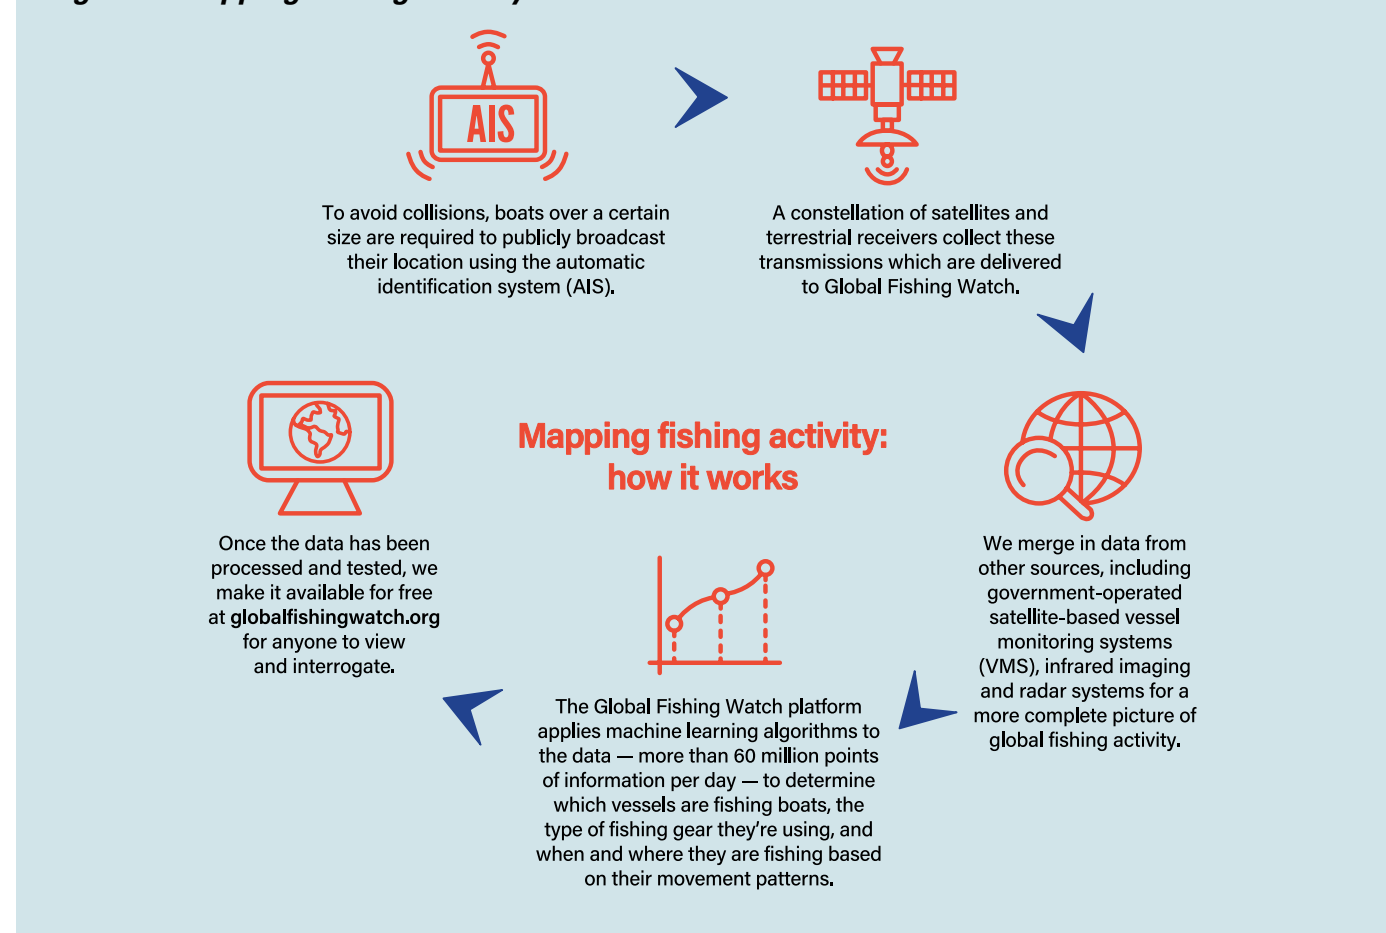 AIS
To avoid collisions, boats over a certain
size are required to publicly broadcast
their location using the automatic
identification system (AIS).
A constellation of satellites and
terrestrial receivers collect these
transmissions which are delivered
to Global Fishing Watch.
Mapping fishing activity:
how it works
We merge in data from
other sources, including
government-operated
satellite-based vessel
monitoring systems
(VMS), infrared imaging
and radar systems for a
more complete picture of
global fishing activity.
The Global Fishing Watch platform
applies machine learning algorithms to
the data — more than 60 million points
of information per day — to determine
which vessels are fishing boats, the
type of fishing gear they're using, and
when and where they are fishing based
on their movement patterns.
Once the data has been
processed and tested, we
make it available for free
at globalfishingwatch.org
for anyone to view
and interrogate.